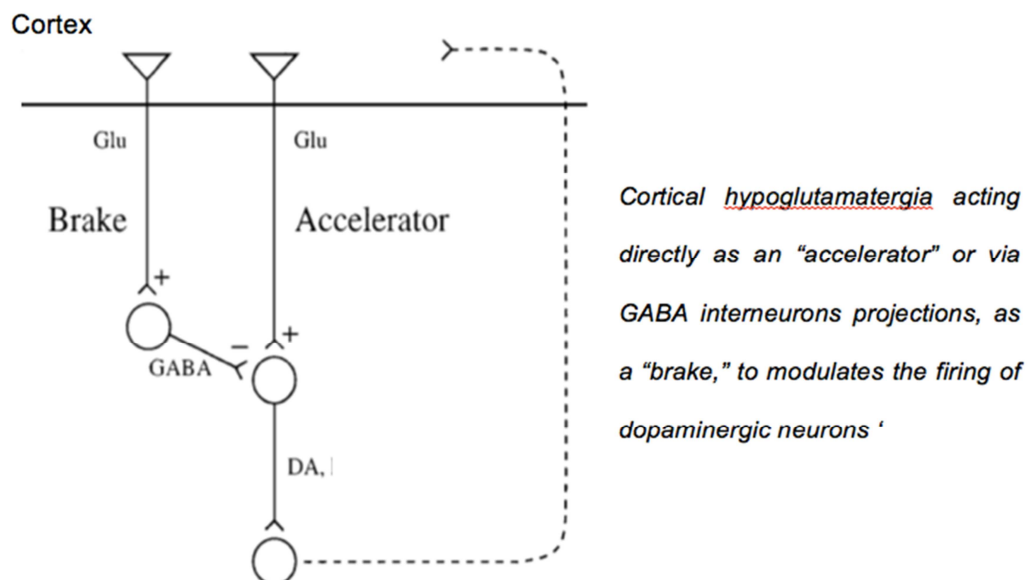 Cortex
Glu
Glu
Brake
Accelerator
+
+
−
GABA
DA,
Cortical hypoglutamatergia acting
directly as an “accelerator” or via
GABA interneurons projections, as
a “brake,” to modulates the firing of
dopaminergic neurons ‘